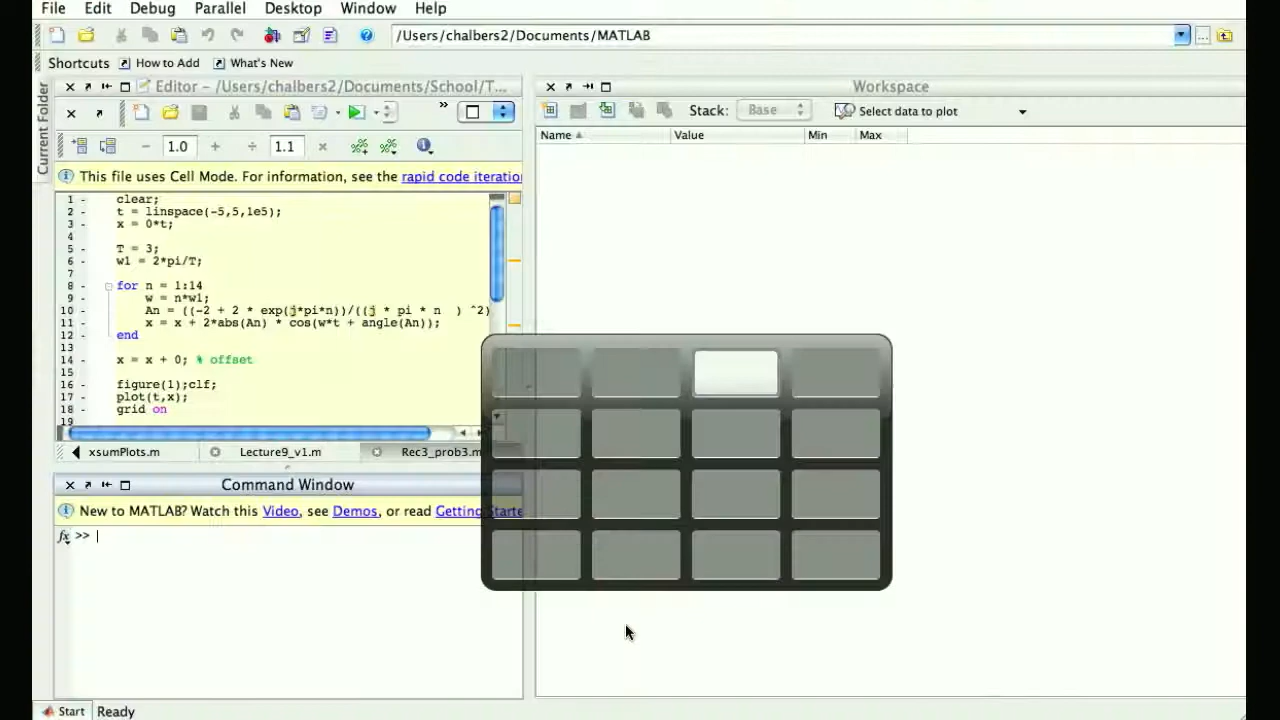 File Edit Debug Parallel Desktop Window Help
/Users/chalbers2/Documents/MATLAB
Shortcuts How to Add What's New
Current Folder
Editor – /Users/chalbers2/Documents/School/T...
1.0 1.1
This file uses Cell Mode. For information, see the rapid code iteratio
1 - clear;
2 - t = linspace(-5,5,1e5);
3 - x = 0*t;
4
5 - T = 3;
6 - w1 = 2*pi/T;
7
8 - for n = 1:14
9 - w = n*w1;
10 - An = ((-2 + 2 * exp(j*pi*n))/((j * pi * n ) ^2)
11 - x = x + 2*abs(An) * cos(w*t + angle(An));
12 - end
13
14 - x = x + 0; % offset
15
16 - figure(1);clf;
17 - plot(t,x);
18 - grid on
19
xsumPlots.m Lecture9_v1.m Rec3_prob3.m
Command Window
New to MATLAB? Watch this Video, see Demos, or read Getting Starte
fx >>
Start Ready
Workspace
Stack: Base Select data to plot
Name Value Min Max